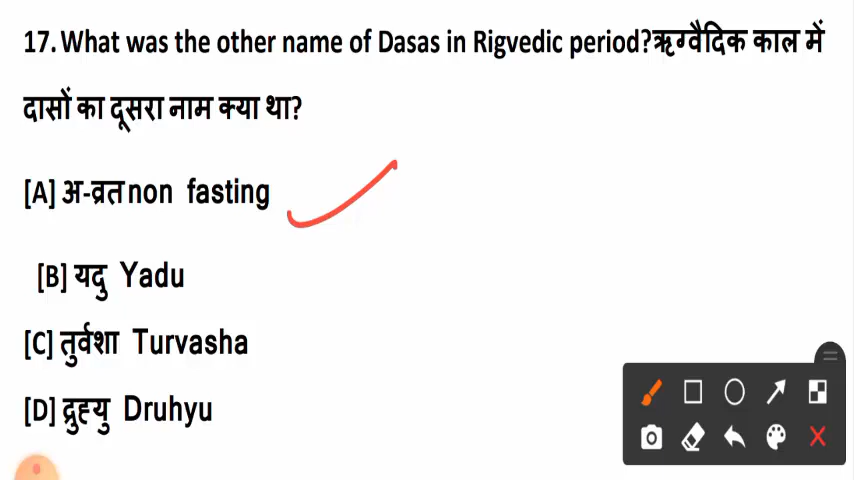 17. What was the other name of Dasas in Rigvedic period?ऋग्वैदिक काल में
दासों का दूसरा नाम क्या था?
[A] अ-व्रत non fasting
[B] यदु Yadu
[C] तुर्वशा Turvasha
[D] द्रुह्यु Druhyu